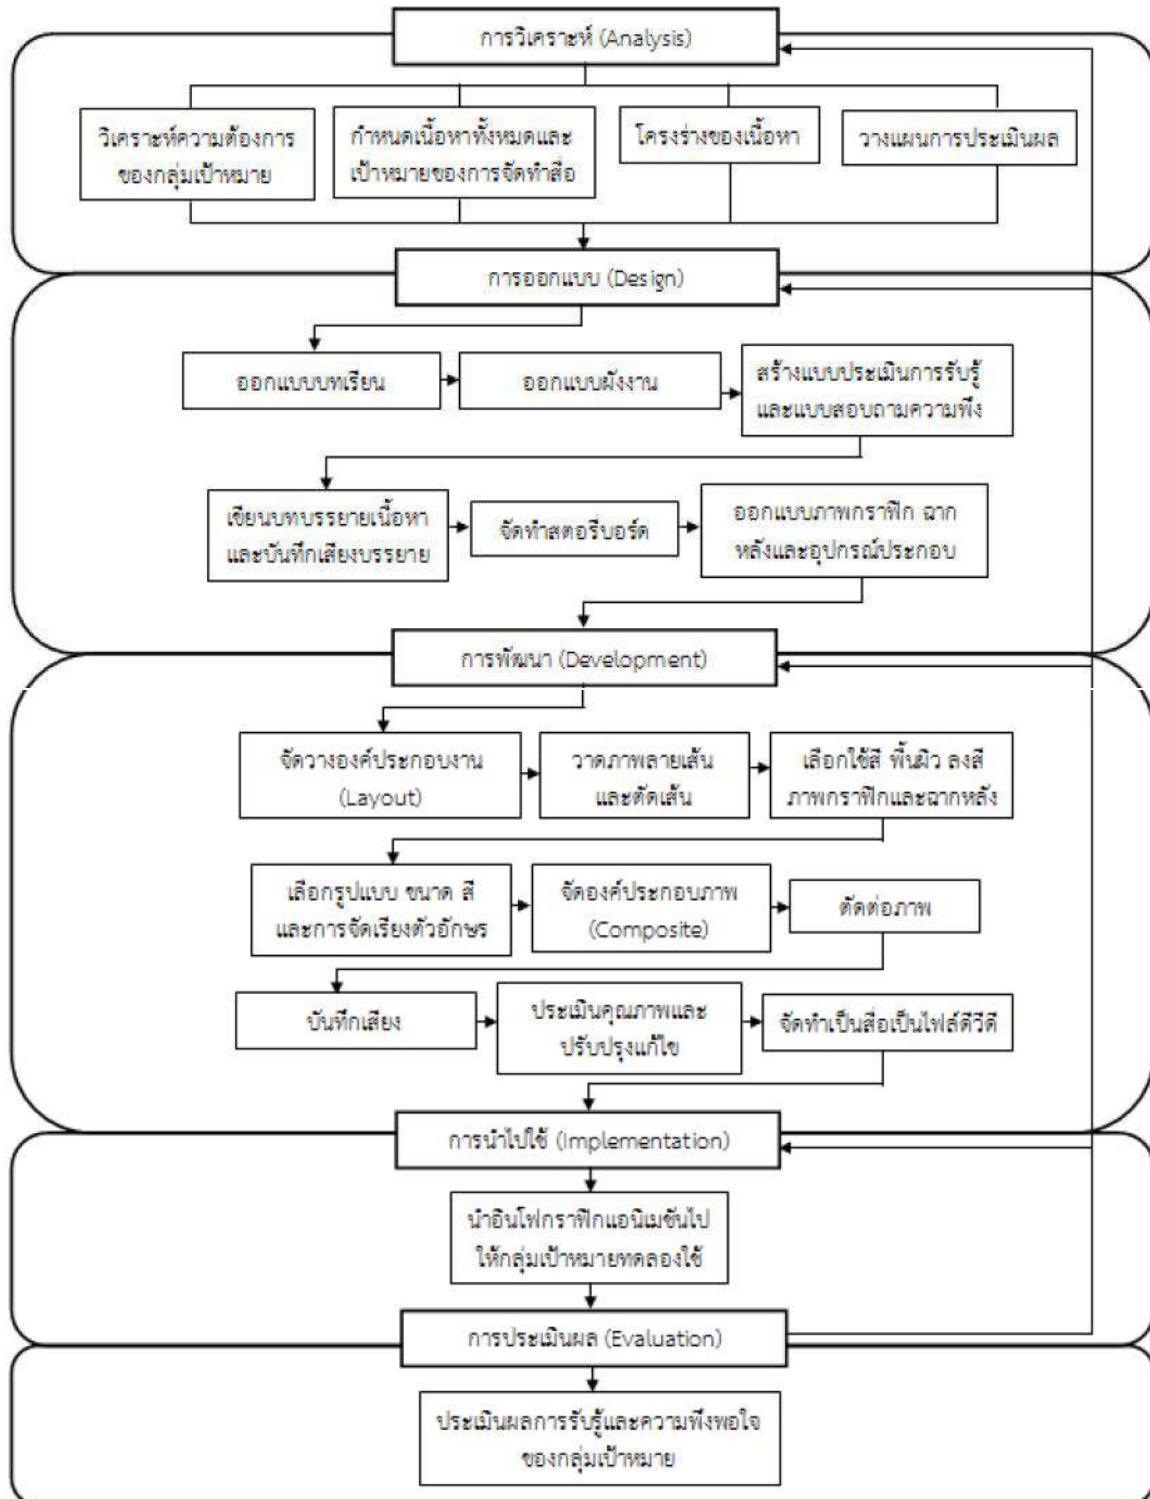 การวิเคราะห์ (Analysis)
วิเคราะห์ความต้องการ
ของกลุ่มเป้าหมาย
กำหนดเนื้อหาทั้งหมดและ
เป้าหมายของการจัดทำสื่อ
โครงร่างของเนื้อหา
วางแผนการประเมินผล
การออกแบบ (Design)
ออกแบบบทเรียน
ออกแบบผังงาน
สร้างแบบประเมินการรับรู้
และแบบสอบถามความพึง
เขียนบทบรรยายเนื้อหา
และบันทึกเสียงบรรยาย
จัดทำสตอรี่บอร์ด
ออกแบบภาพกราฟิก ฉาก
หลังและอุปกรณ์ประกอบ
การพัฒนา (Development)
จัดวางองค์ประกอบงาน
(Layout)
วาดภาพลายเส้น
และตัดเส้น
เลือกใช้สี พื้นผิว ลงสี
ภาพกราฟิกและฉากหลัง
เลือกรูปแบบ ขนาด สี
และการจัดเรียงตัวอักษร
จัดองค์ประกอบภาพ
(Composite)
ตัดต่อภาพ
บันทึกเสียง
ประเมินคุณภาพและ
ปรับปรุงแก้ไข
จัดทำเป็นสื่อเป็นไฟล์ดีวีดี
การนำไปใช้ (Implementation)
นำอินโฟกราฟิกแอนิเมชันไป
ให้กลุ่มเป้าหมายทดลองใช้
การประเมินผล (Evaluation)
ประเมินผลการรับรู้และความพึงพอใจ
ของกลุ่มเป้าหมาย